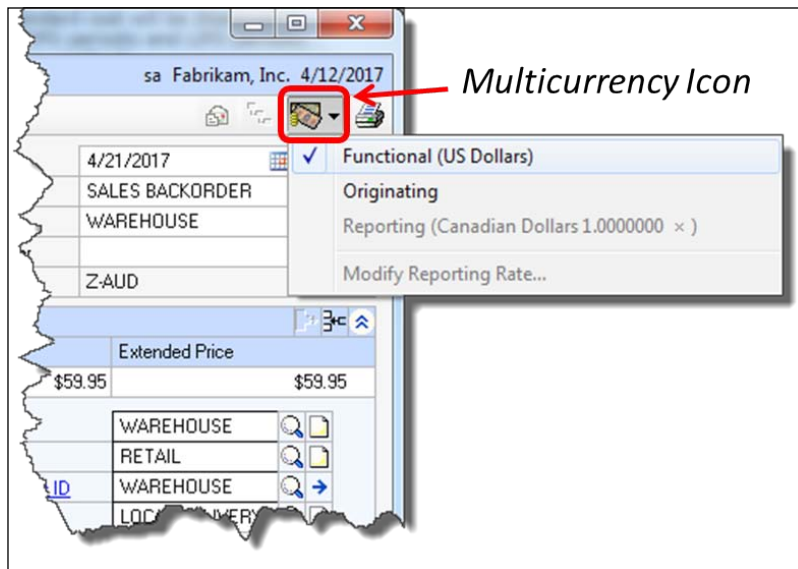 sa Fabrikam, Inc. 4/12/2017
Multicurrency Icon
4/21/2017
SALES BACKORDER
WAREHOUSE
Z-AUD
Functional (US Dollars)
Originating
Reporting (Canadian Dollars 1.0000000 × )
Modify Reporting Rate...
Extended Price
$59.95 $59.95
WAREHOUSE
RETAIL
ID WAREHOUSE